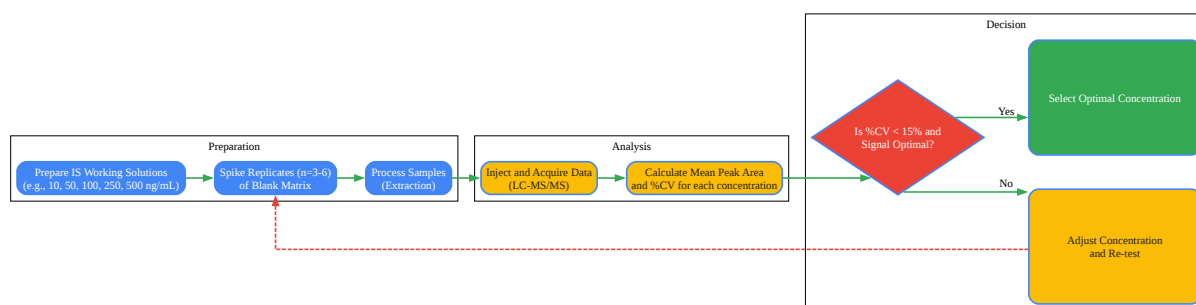 Preparation
Prepare IS Working Solutions
(e.g., 10, 50, 100, 250, 500 ng/mL)
Spike Replicates (n=3-6)
of Blank Matrix
Process Samples
(Extraction)
Analysis
Inject and Acquire Data
(LC-MS/MS)
Calculate Mean Peak Area
and %CV for each concentration
Decision
Is %CV < 15% and
Signal Optimal?
Yes
Select Optimal Concentration
No
Adjust Concentration
and Re-test